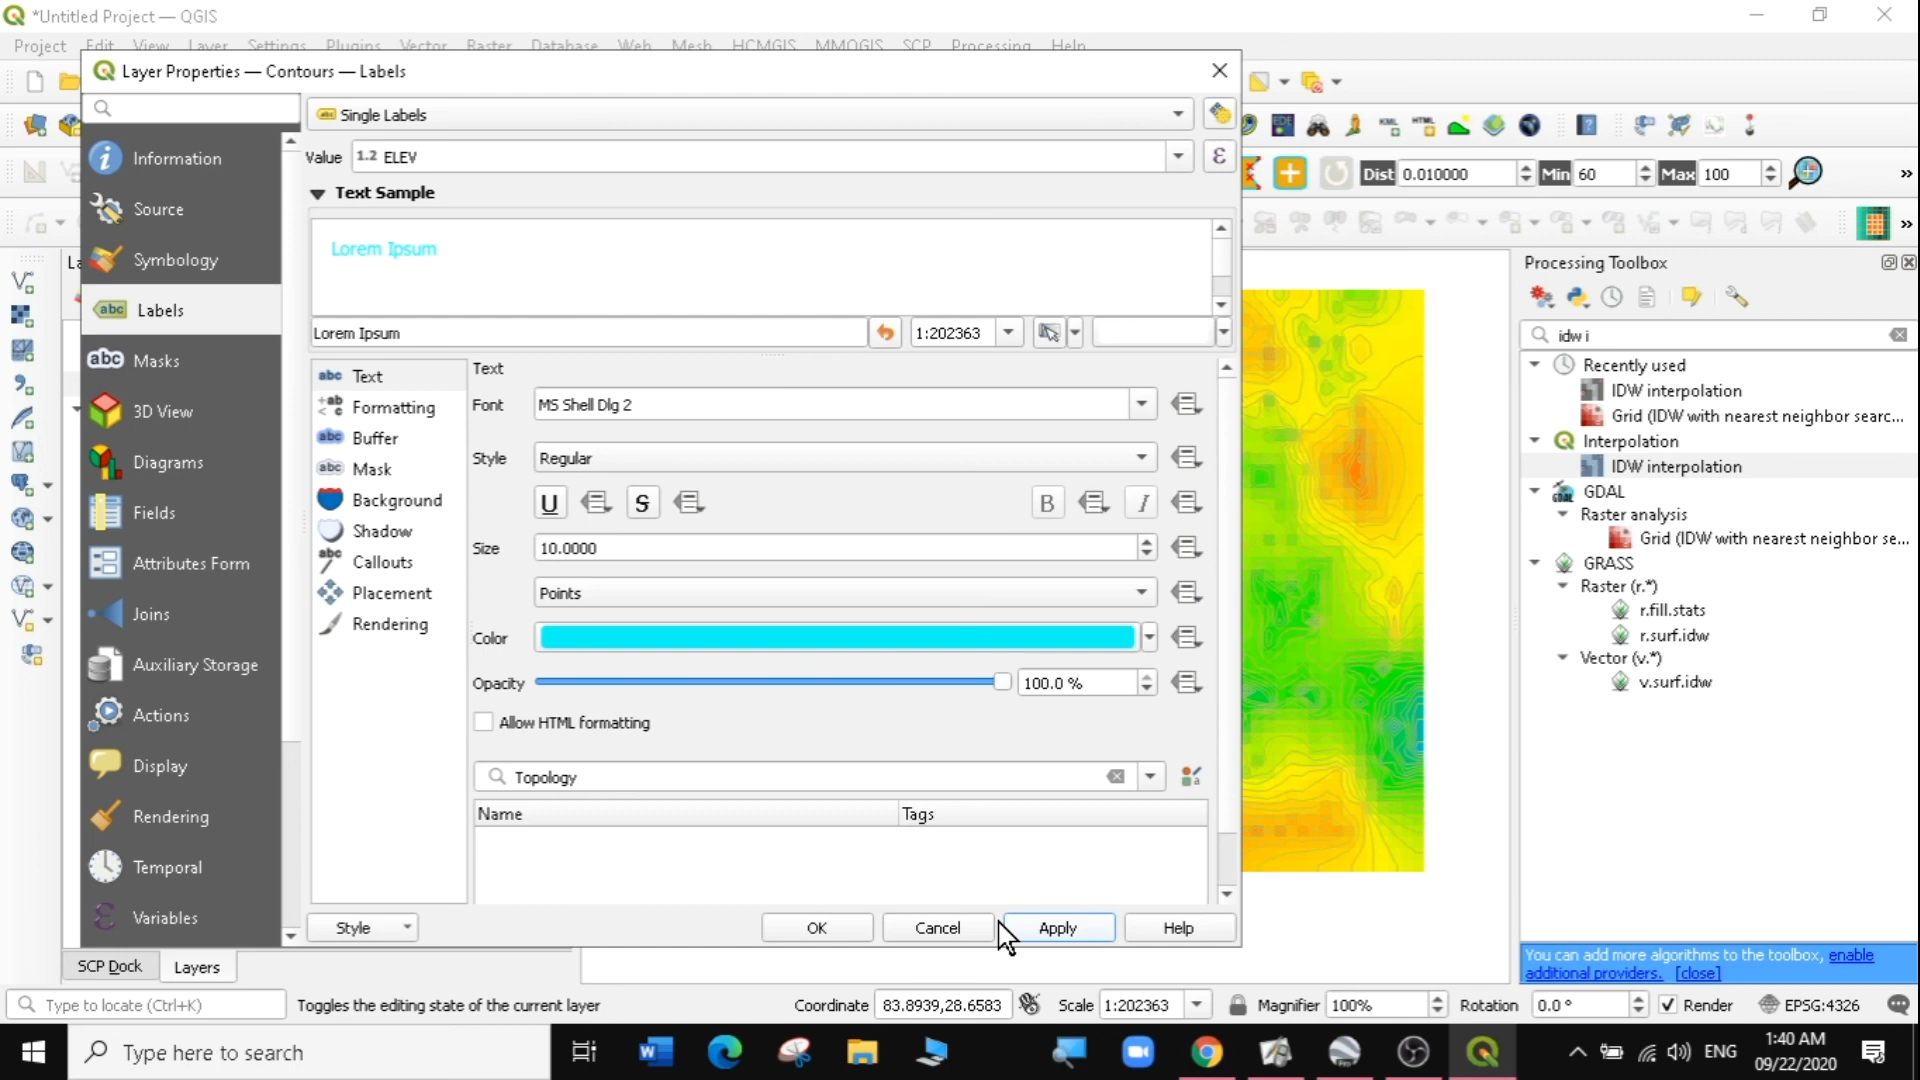 *Untitled Project — QGIS
Project Edit View Layer Settings Plugins Vector Raster Database Web Mesh HCMGIS MMQGIS SCP Processing Help
Layer Properties — Contours — Labels
Single Labels
Value 1.2 ELEV
Text Sample
Lorem Ipsum
Lorem Ipsum
1:202363
Information
Source
Symbology
abc Labels
abc Masks
3D View
Diagrams
Fields
Attributes Form
Joins
Auxiliary Storage
Actions
Display
Rendering
Temporal
Variables
abc Text
Formatting
abc Buffer
abc Mask
Background
Shadow
abc Callouts
Placement
Rendering
Text
Font MS Shell Dlg 2
Style Regular
U S B I
Size 10.0000
Points
Color
Opacity 100.0 %
Allow HTML formatting
Topology
Name Tags
Style OK Cancel Apply Help
Dist 0.010000 Min 60 Max 100
KML HTML
Processing Toolbox
idw i
Recently used
IDW interpolation
Grid (IDW with nearest neighbor searc...
Interpolation
IDW interpolation
GDAL
Raster analysis
Grid (IDW with nearest neighbor se...
GRASS
Raster (r.*)
r.fill.stats
r.surf.idw
Vector (v.*)
v.surf.idw
You can add more algorithms to the toolbox, enable
additional providers. [close]
SCP Dock Layers
Type to locate (Ctrl+K) Toggles the editing state of the current layer Coordinate 83.8939,28.6583 Scale 1:202363 Magnifier 100% Rotation 0.0 ° Render EPSG:4326
Type here to search
ENG
1:40 AM
09/22/2020